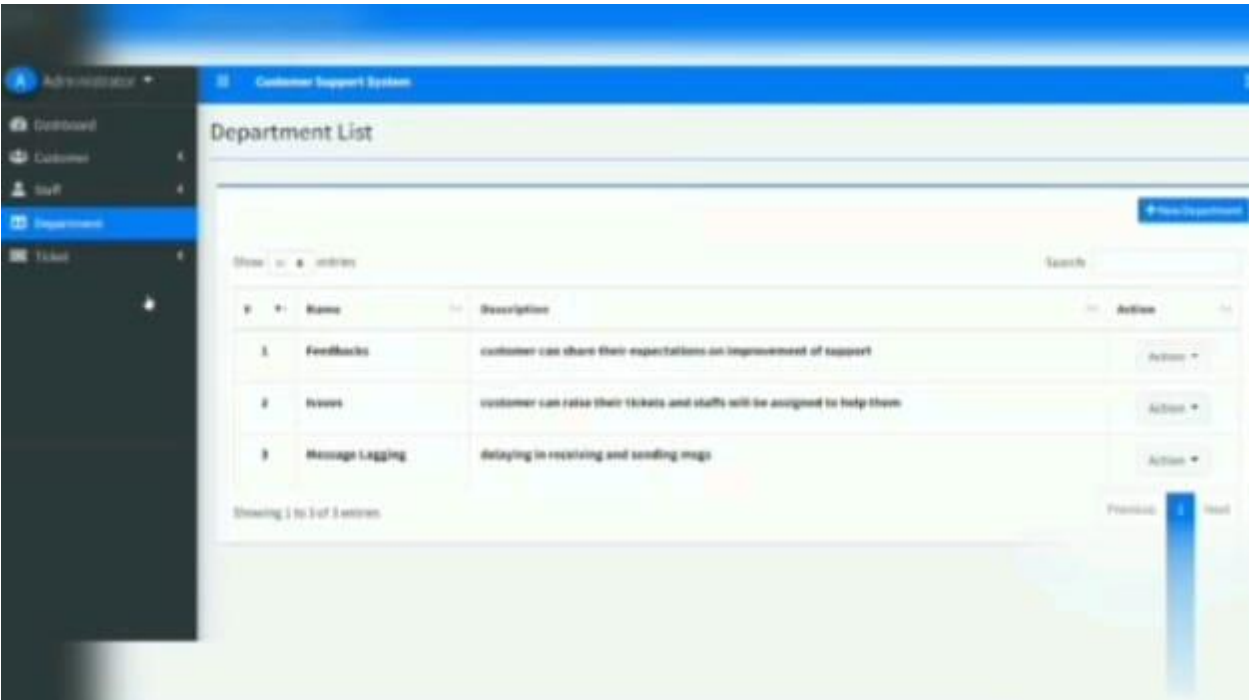 A Administrator
Customer Support System
Dashboard
Customer
Staff
Department
Ticket
Department List
+ New Department
Show entries
Search
# Name Description Action
1 Feedbacks customer can share their expectations on improvement of support Action
2 Issues customer can raise their tickets and staffs will be assigned to help them Action
3 Message Lagging delaying in receiving and sending msgs Action
Showing 1 to 3 of 3 entries
Previous 1 Next